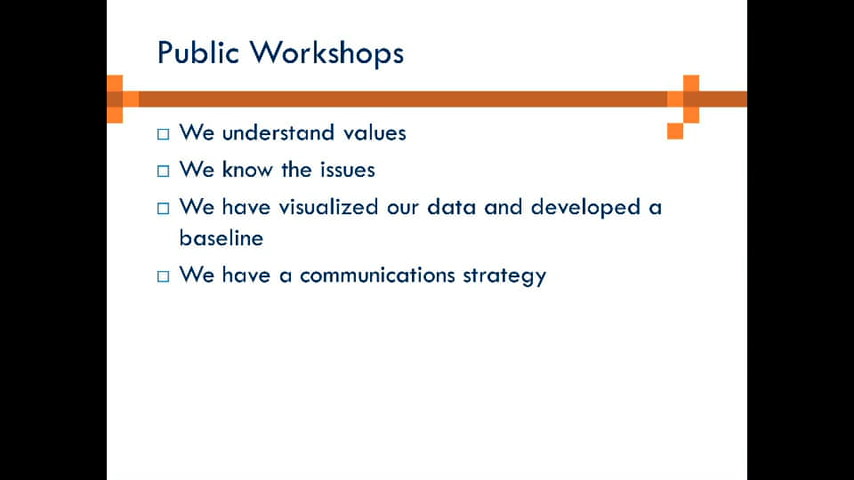 Public Workshops
We understand values
We know the issues
We have visualized our data and developed a
baseline
We have a communications strategy